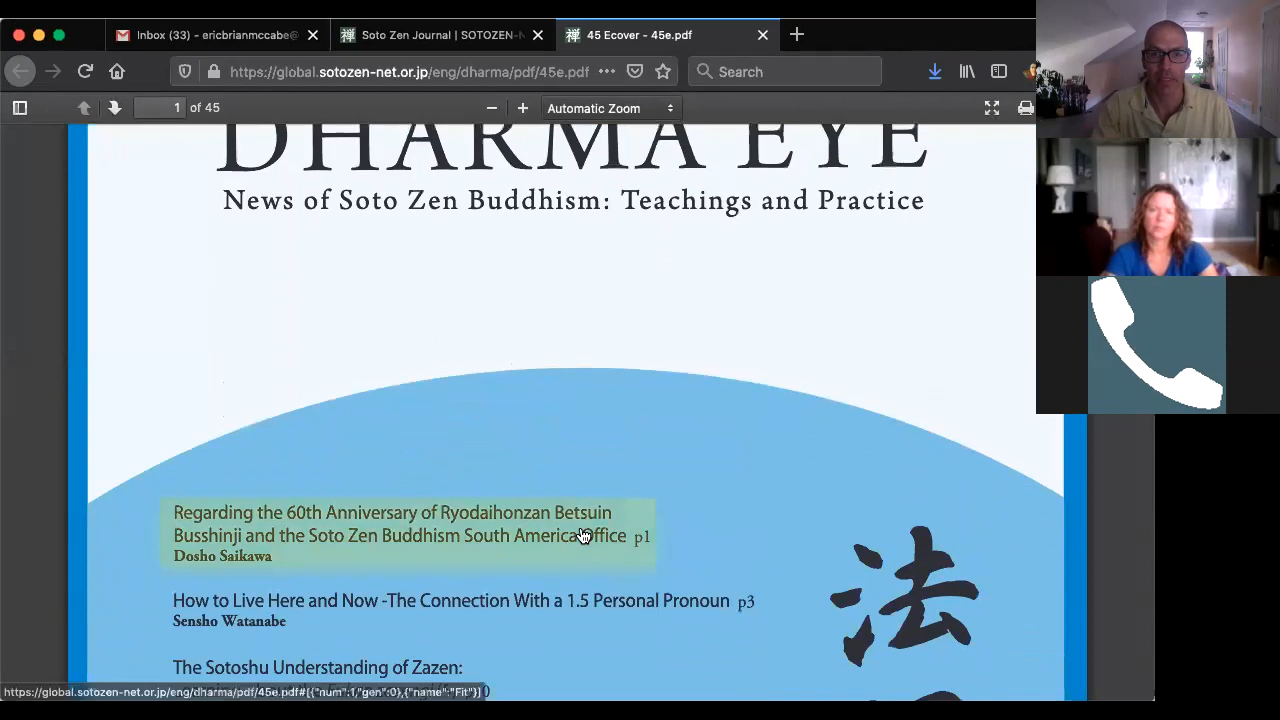 Inbox (33) - ericbrianmccabe@
Soto Zen Journal | SOTOZEN-N
45 Ecover - 45e.pdf
https://global.sotozen-net.or.jp/eng/dharma/pdf/45e.pdf
Search
1 of 45
Automatic Zoom
DHARMA EYE
News of Soto Zen Buddhism: Teachings and Practice
Regarding the 60th Anniversary of Ryodaihonzan Betsuin
Busshinji and the Soto Zen Buddhism South America Office p1
Dosho Saikawa
How to Live Here and Now -The Connection With a 1.5 Personal Pronoun p3
Sensho Watanabe
The Sotoshu Understanding of Zazen:
法
https://global.sotozen-net.or.jp/eng/dharma/pdf/45e.pdf#[{"num":1,"gen":0},{"name":"Fit"}]